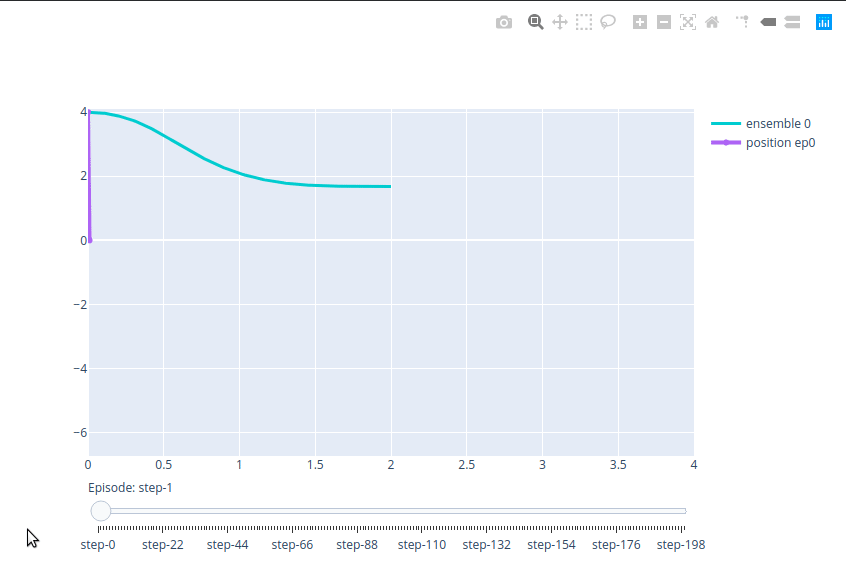 ensemble 0
position ep0
4
2
0
−2
−4
−6
0 0.5 1 1.5 2 2.5 3 3.5 4
Episode: step-1
step-0 step-22 step-44 step-66 step-88 step-110 step-132 step-154 step-176 step-198